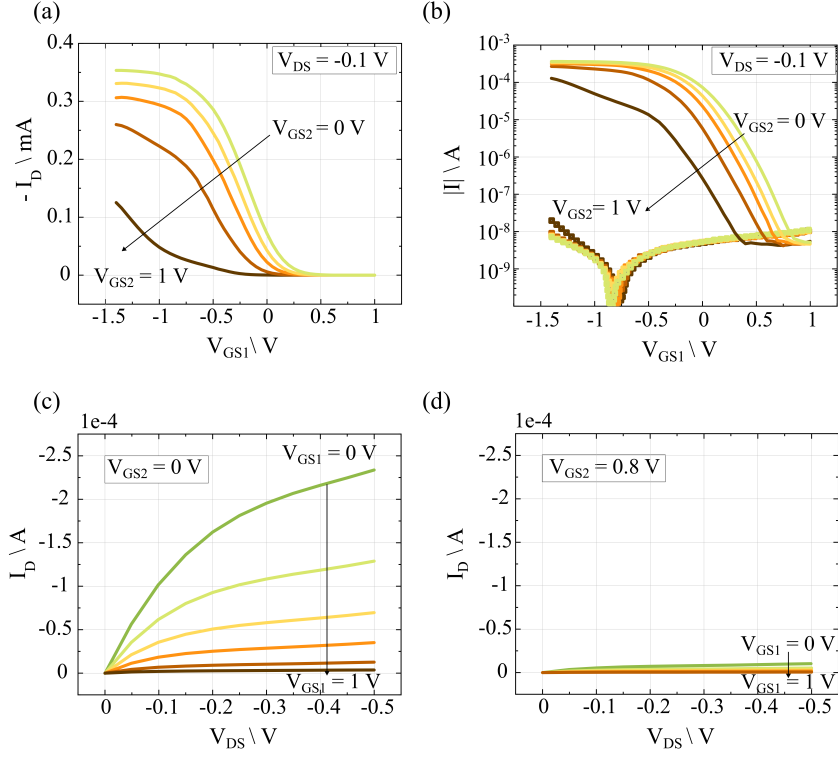 (a)
V_DS = -0.1 V
0.4
0.3
0.2
0.1
0
- I_D \ mA
V_GS2 = 0 V
V_GS2 = 1 V
-1.5
-1
-0.5
0
0.5
1
V_GS1 \ V
(b)
V_DS = -0.1 V
10^-3
10^-4
10^-5
10^-6
10^-7
10^-8
10^-9
|I| \ A
V_GS2 = 0 V
V_GS2 = 1 V
-1.5
-1
-0.5
0
0.5
1
V_GS1 \ V
(c)
1e-4
-2.5
-2
-1.5
-1
-0.5
0
I_D \ A
V_GS2 = 0 V
V_GS1 = 0 V
V_GS1 = 1 V
0
-0.1
-0.2
-0.3
-0.4
-0.5
V_DS \ V
(d)
1e-4
-2.5
-2
-1.5
-1
-0.5
0
I_D \ A
V_GS2 = 0.8 V
V_GS1 = 0 V
V_GS1 = 1 V
0
-0.1
-0.2
-0.3
-0.4
-0.5
V_DS \ V